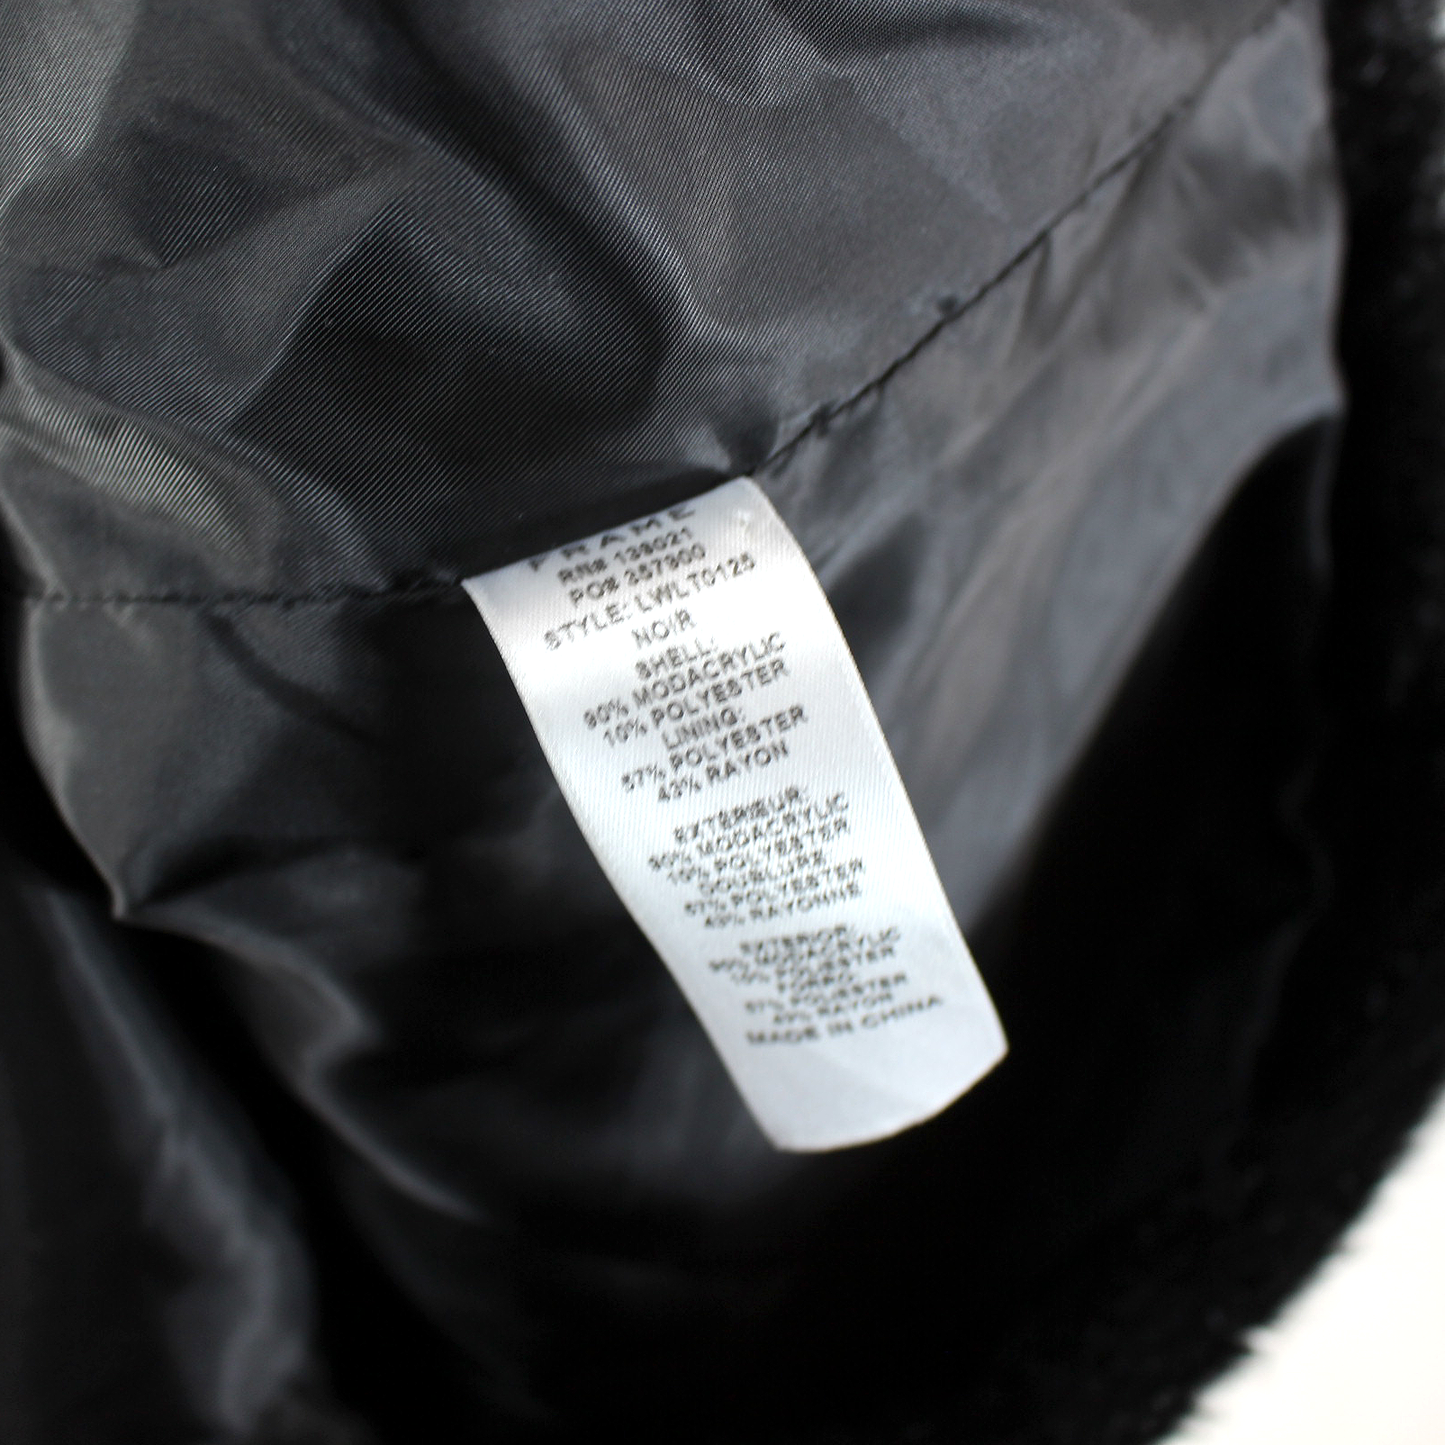 FRAME
RN# 138021
PO# 357300
STYLE: LWLT0125
NOIR
SHELL:
90% MODACRYLIC
10% POLYESTER
LINING:
57% POLYESTER
43% RAYON
EXTERIEUR:
90% MODACRYLIC
10% POLYESTER
DOUBLURE
57% POLYESTER
43% RAYONNE
EXTERIOR:
90% MODACRYLIC
10% POLIESTER
FORRO
57% POLIESTER
43% RAYON
MADE IN CHINA